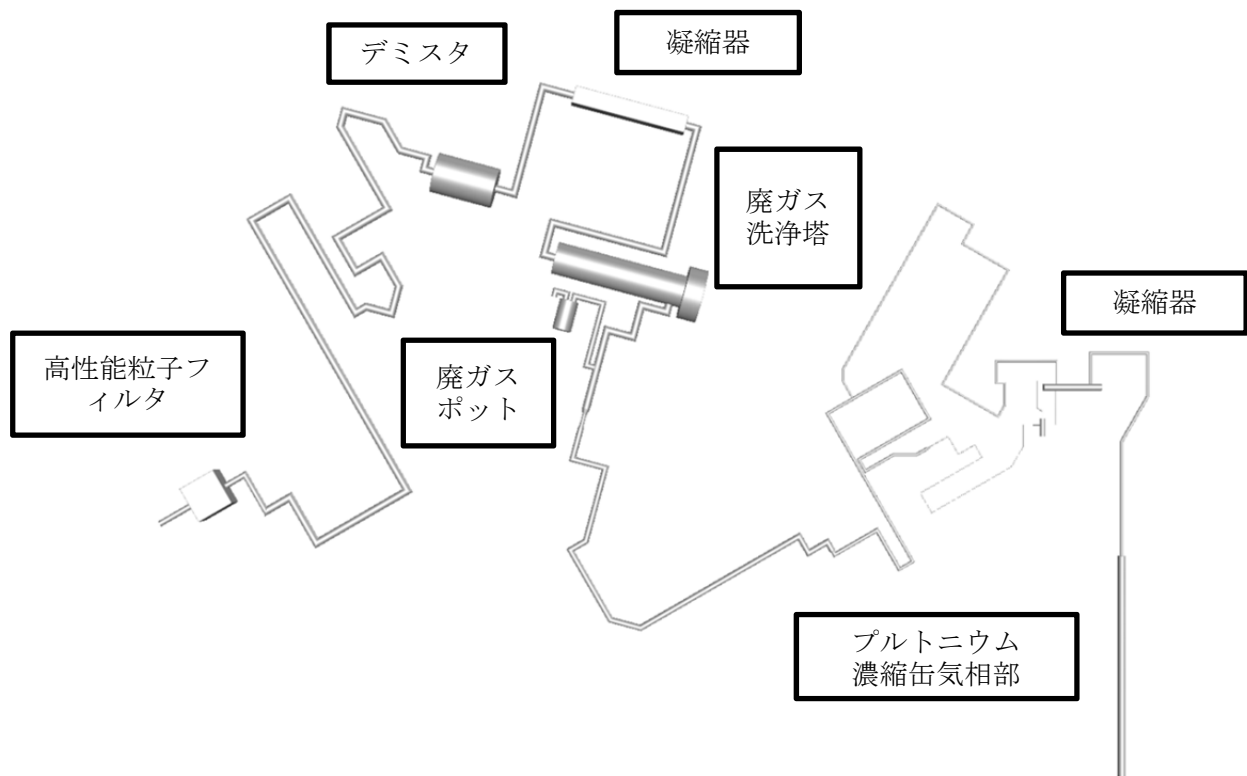 デミスタ
凝縮器
廃ガス
洗浄塔
凝縮器
高性能粒子フ
ィルタ
廃ガス
ポット
プルトニウム
濃縮缶気相部